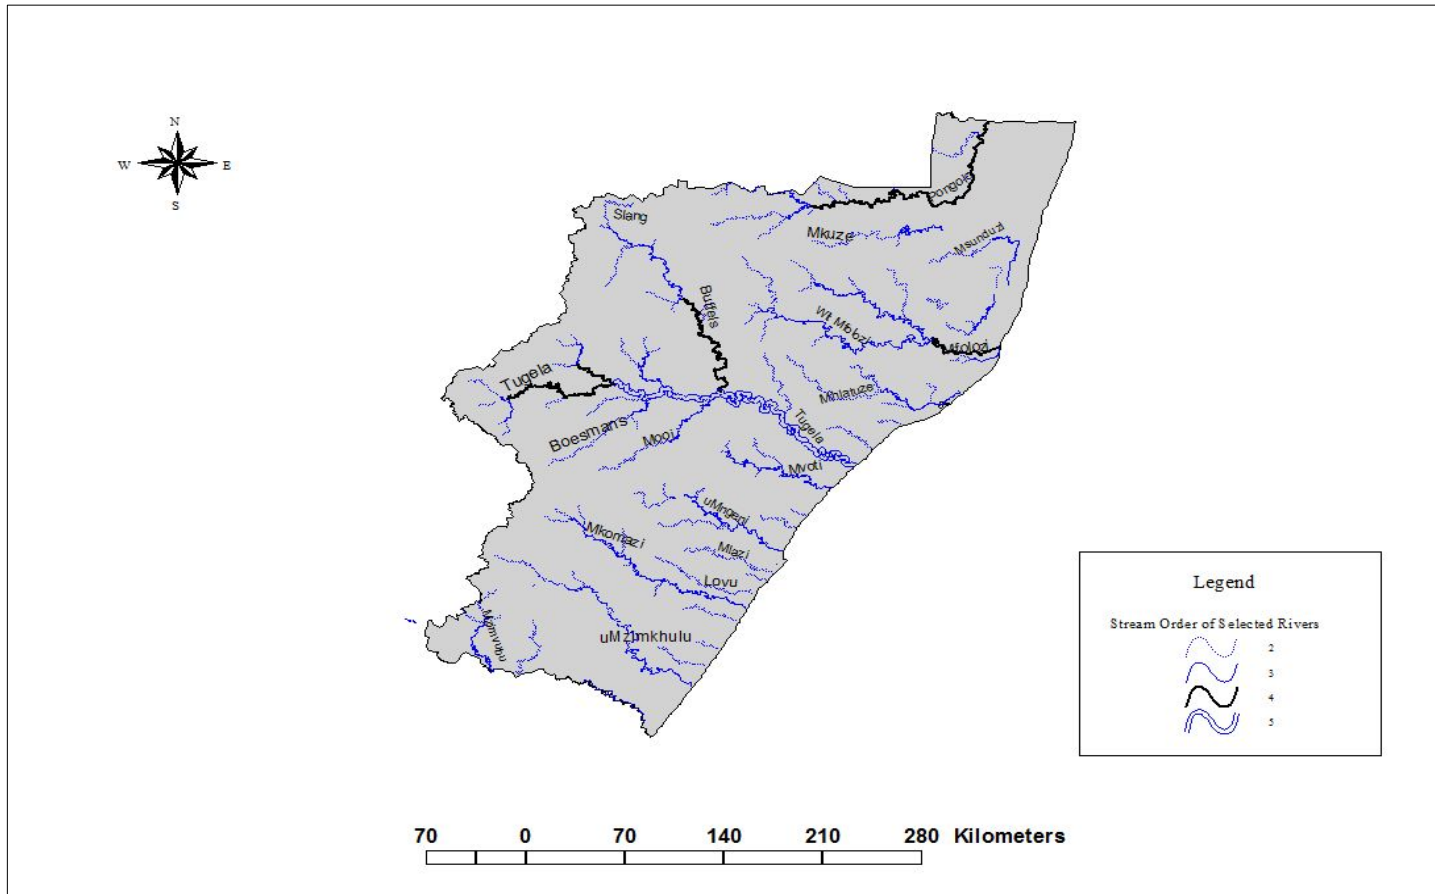 N
W E
S
Pongola
Slang
Mkuze
Msunduzi
Buffels
Wt Mfolozi
Mfolozi
Tugela
Mhlatuze
Tugela
Boesmans
Mooi
Mvoti
uMngeni
Mkomazi
Mlazi
Lovu
Mzimvubu
uMzimkhulu
Legend
Stream Order of Selected Rivers
2
3
4
5
70 0 70 140 210 280 Kilometers